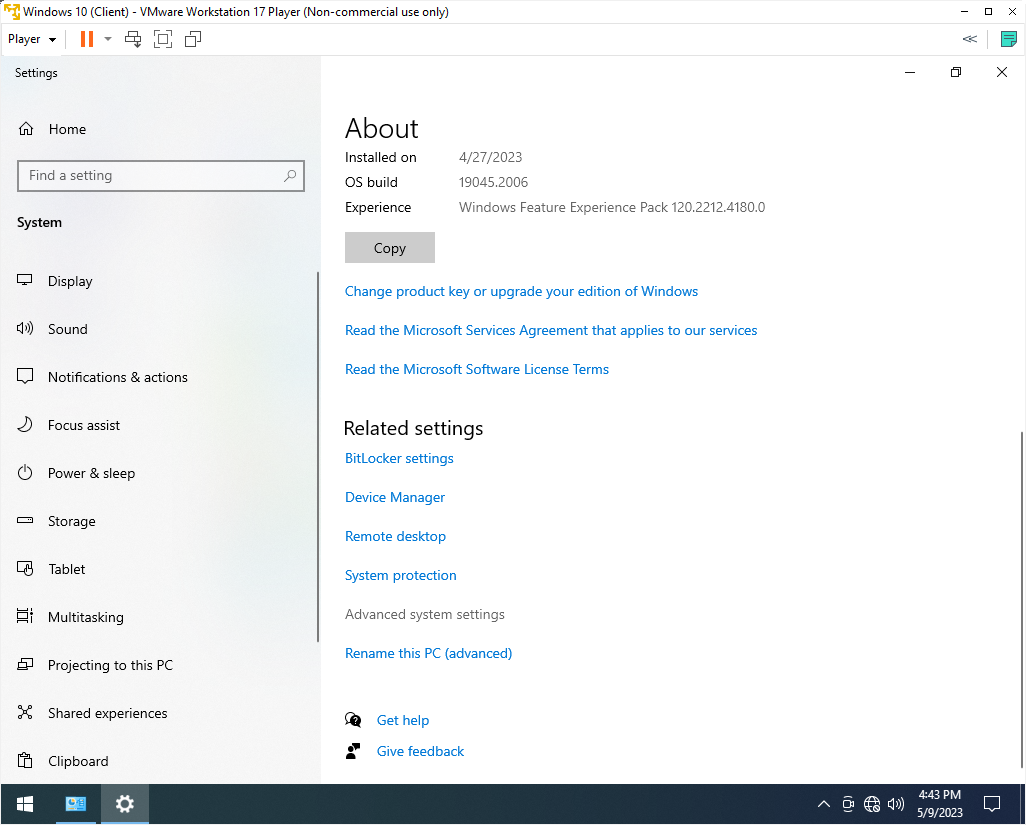 Windows 10 (Client) - VMware Workstation 17 Player (Non-commercial use only)
Player
Settings
Home
Find a setting
System
Display
Sound
Notifications & actions
Focus assist
Power & sleep
Storage
Tablet
Multitasking
Projecting to this PC
Shared experiences
Clipboard
About
Installed on 4/27/2023
OS build 19045.2006
Experience Windows Feature Experience Pack 120.2212.4180.0
Copy
Change product key or upgrade your edition of Windows
Read the Microsoft Services Agreement that applies to our services
Read the Microsoft Software License Terms
Related settings
BitLocker settings
Device Manager
Remote desktop
System protection
Advanced system settings
Rename this PC (advanced)
Get help
Give feedback
4:43 PM
5/9/2023